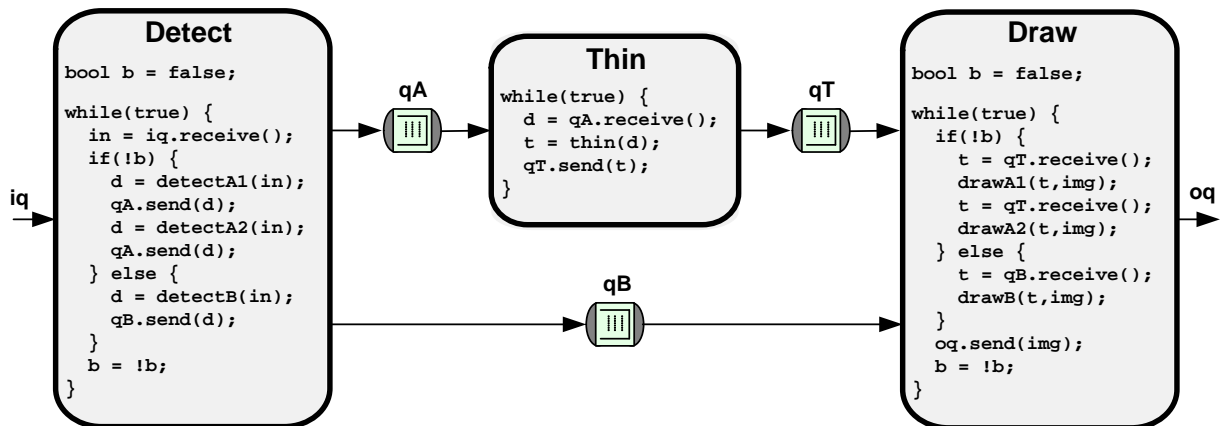 Detect
bool b = false;
while(true) {
in = iq.receive();
if(!b) {
d = detectA1(in);
qA.send(d);
d = detectA2(in);
qA.send(d);
} else {
d = detectB(in);
qB.send(d);
}
b = !b;
}
iq
qA
Thin
while(true) {
d = qA.receive();
t = thin(d);
qT.send(t);
}
qT
qB
Draw
bool b = false;
while(true) {
if(!b) {
t = qT.receive();
drawA1(t,img);
t = qT.receive();
drawA2(t,img);
} else {
t = qB.receive();
drawB(t,img);
}
oq.send(img);
b = !b;
}
oq